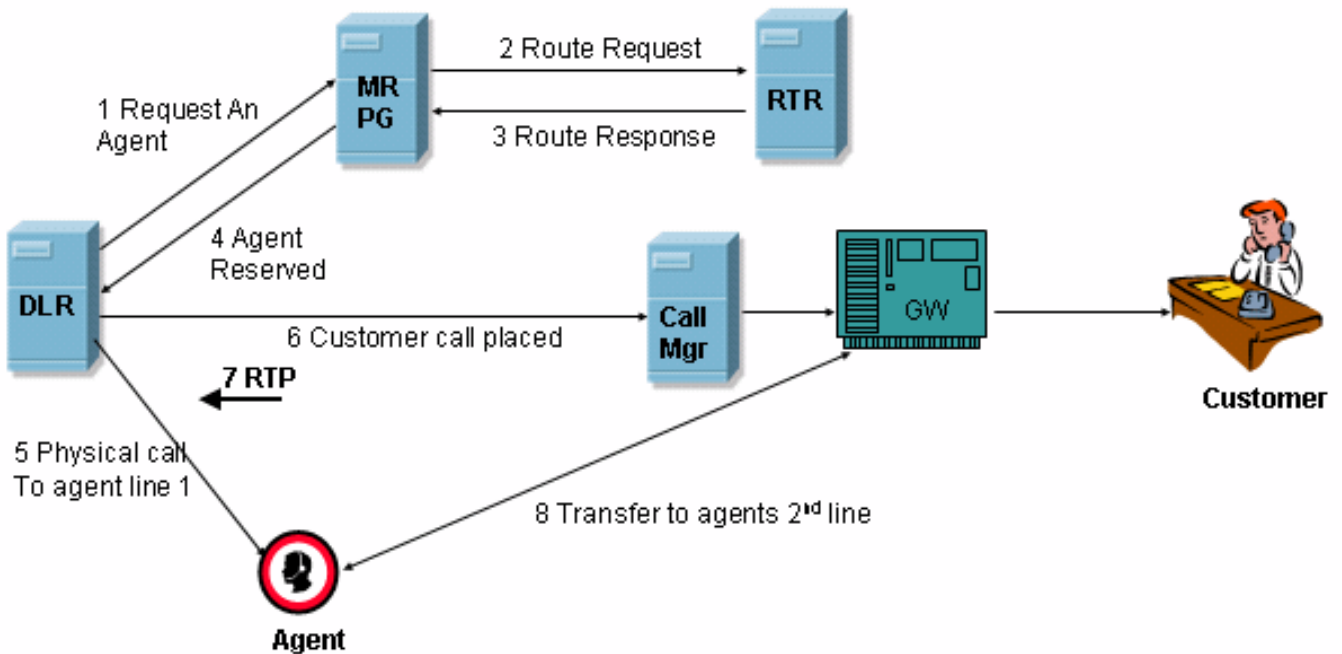 2 Route Request
MR
PG
RTR
1 Request An
Agent
3 Route Response
4 Agent
Reserved
DLR
Call
Mgr
GW
6 Customer call placed
7 RTP
Customer
5 Physical call
To agent line 1
8 Transfer to agents 2nd line
Agent